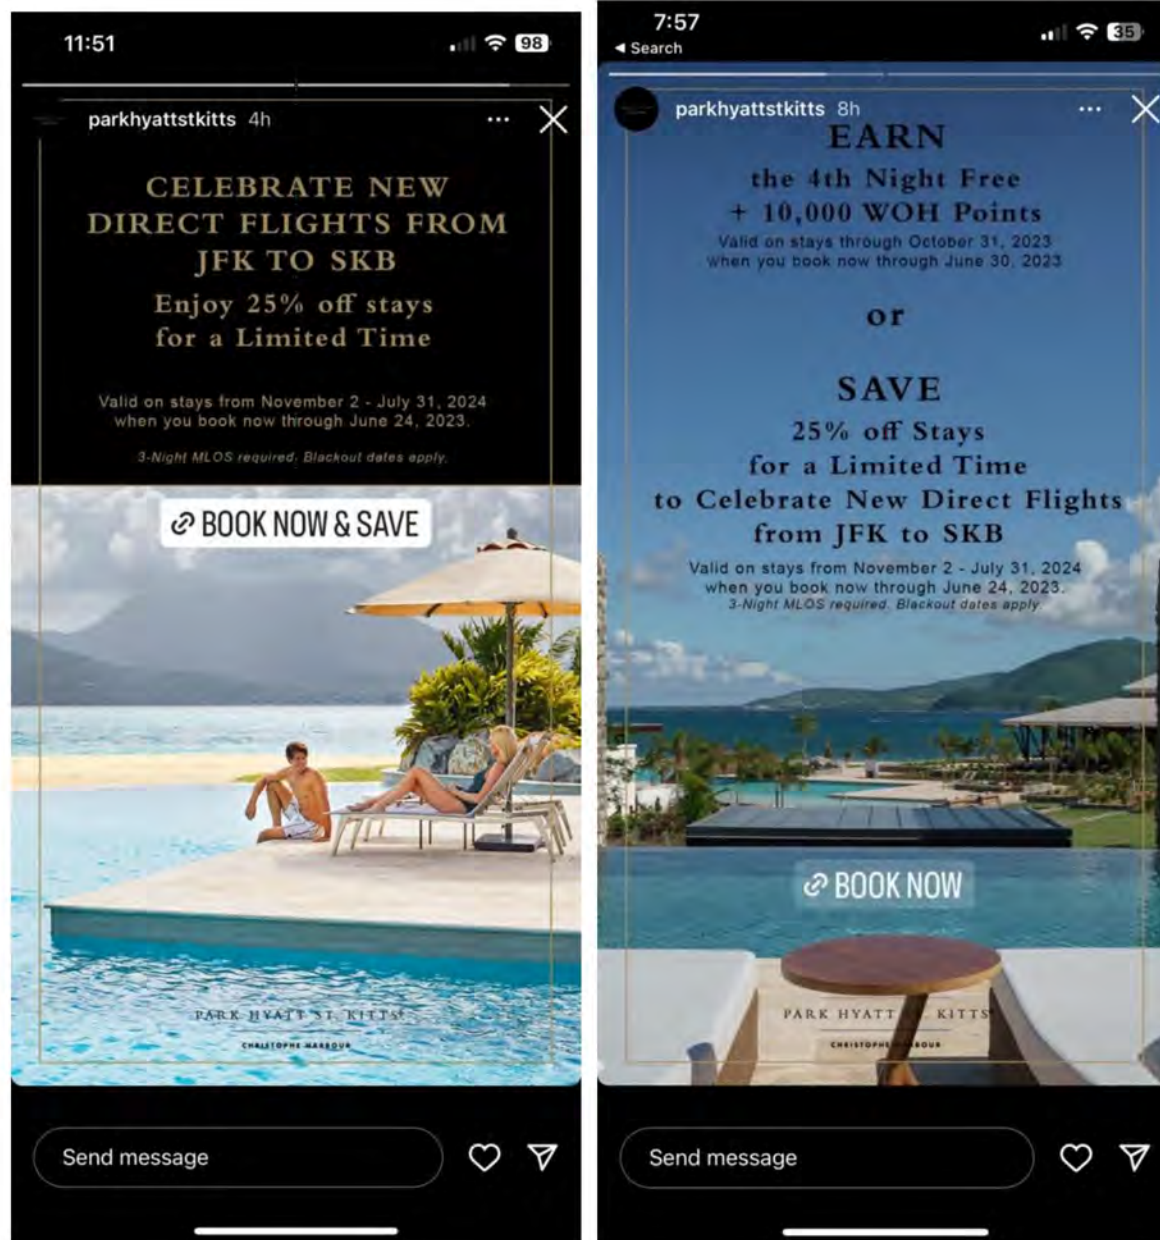 11:51
98
parkhyattstkitts 4h
CELEBRATE NEW
DIRECT FLIGHTS FROM
JFK TO SKB
Enjoy 25% off stays
for a Limited Time
Valid on stays from November 2 - July 31, 2024
when you book now through June 24, 2023.
3-Night MLOS required. Blackout dates apply.
BOOK NOW & SAVE
PARK HYATT ST. KITTS®
CHRISTOPHE HARBOUR
Send message
7:57
35
Search
parkhyattstkitts 8h
EARN
the 4th Night Free
+ 10,000 WOH Points
Valid on stays through October 31, 2023
when you book now through June 30, 2023
or
SAVE
25% off Stays
for a Limited Time
to Celebrate New Direct Flights
from JFK to SKB
Valid on stays from November 2 - July 31, 2024
when you book now through June 24, 2023.
3-Night MLOS required. Blackout dates apply.
BOOK NOW
PARK HYATT ST. KITTS®
CHRISTOPHE HARBOUR
Send message